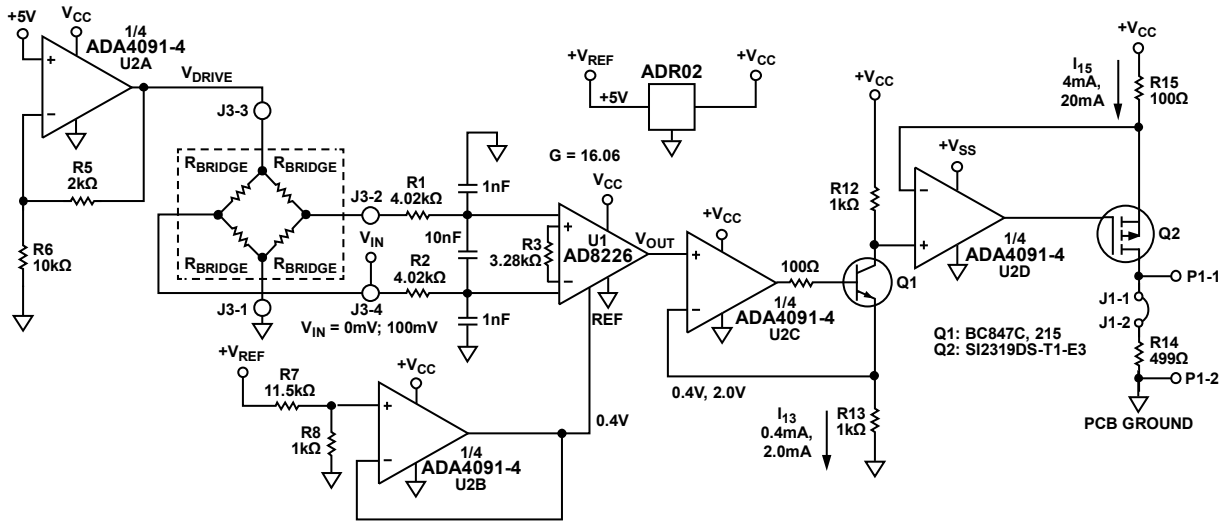 +5V
VCC
1/4
ADA4091-4
U2A
VDRIVE
J3-3
R5
2kΩ
R6
10kΩ
RBRIDGE
RBRIDGE
RBRIDGE
RBRIDGE
J3-1
J3-2
VIN
J3-4
VIN = 0mV; 100mV
R1
4.02kΩ
R2
4.02kΩ
1nF
10nF
1nF
G = 16.06
R3
3.28kΩ
VCC
U1
AD8226
REF
VOUT
+VREF
+5V
ADR02
+VCC
+VREF
R7
11.5kΩ
R8
1kΩ
+VCC
1/4
ADA4091-4
U2B
0.4V
+VCC
1/4
ADA4091-4
U2C
100Ω
0.4V, 2.0V
+VCC
R12
1kΩ
Q1
I13
0.4mA,
2.0mA
R13
1kΩ
+VSS
1/4
ADA4091-4
U2D
I15
4mA,
20mA
+VCC
R15
100Ω
Q2
P1-1
J1-1
J1-2
R14
499Ω
P1-2
PCB GROUND
Q1: BC847C, 215
Q2: SI2319DS-T1-E3